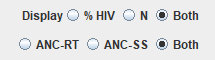 Display % HIV N Both
ANC-RT ANC-SS Both